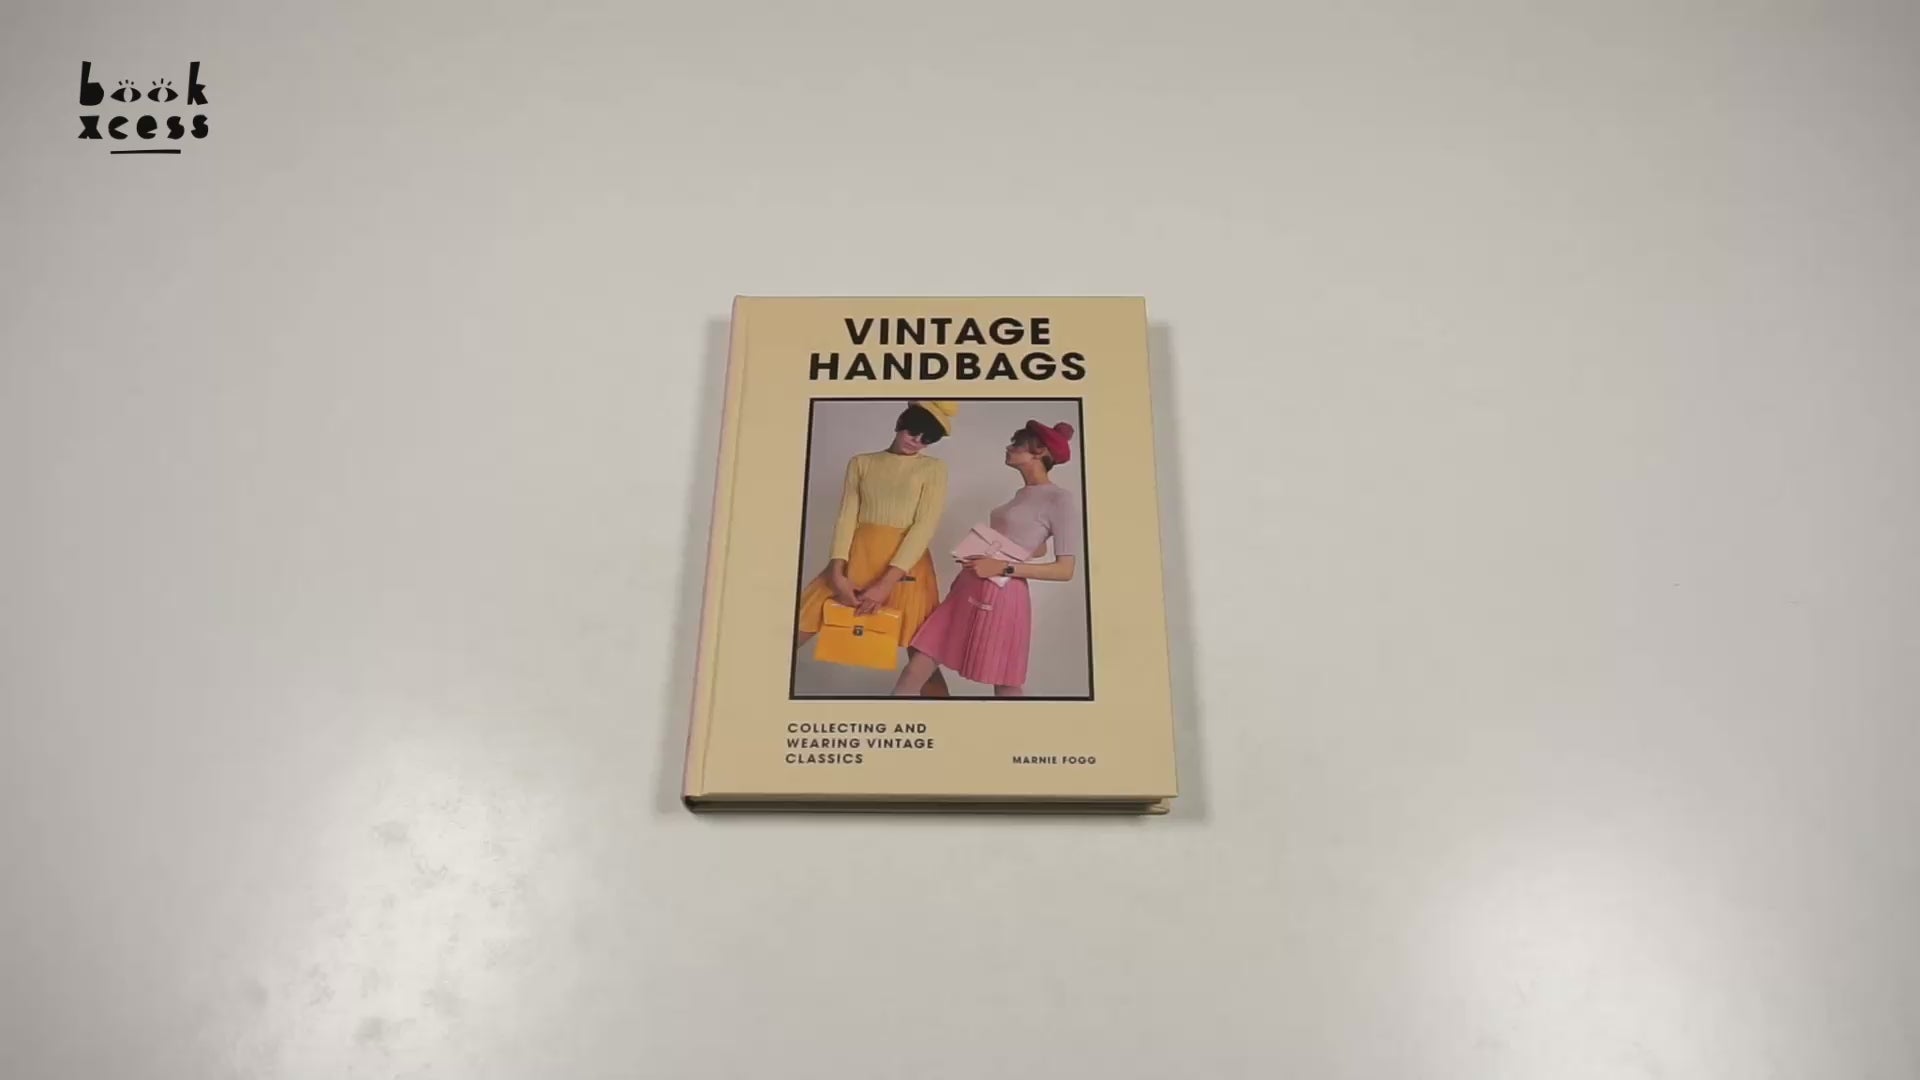 book
xcess
VINTAGE
HANDBAGS
COLLECTING AND
WEARING VINTAGE
CLASSICS
MARNIE FOGG